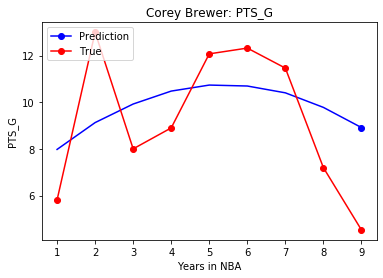 Corey Brewer: PTS_G
Prediction
True
12
10
8
6
PTS_G
1 2 3 4 5 6 7 8 9
Years in NBA